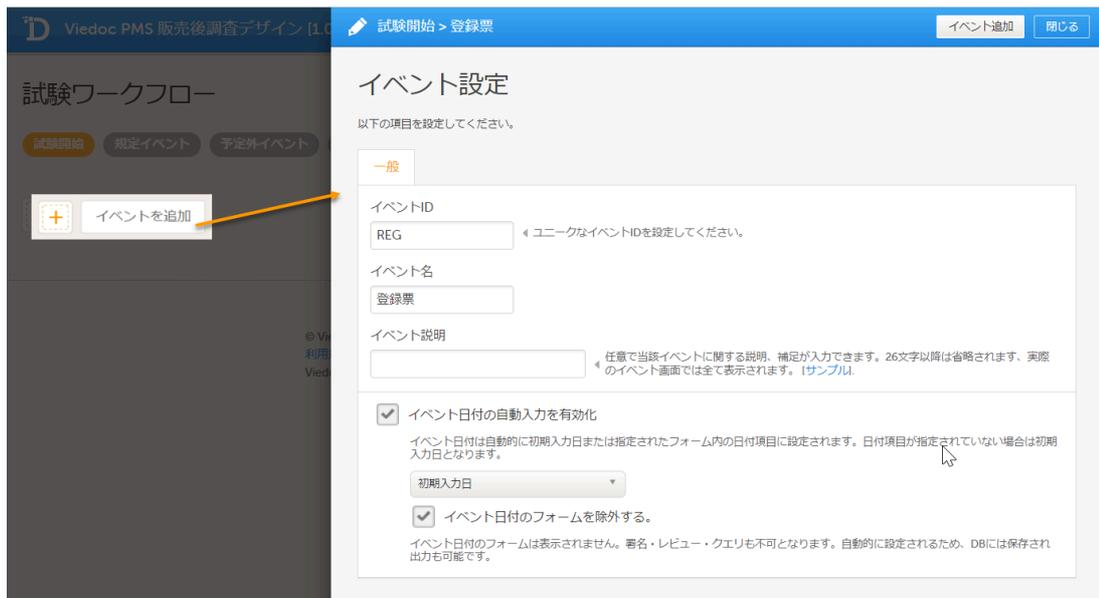 Viedoc PMS 販売後調査デザイン [1.0
試験開始 > 登録票
イベント追加
閉じる
試験ワークフロー
試験開始
規定イベント
予定外イベント
+ イベントを追加
© Vi
利用
Viedo
イベント設定
以下の項目を設定してください。
一般
イベントID
REG
ユニークなイベントIDを設定してください。
イベント名
登録票
イベント説明
任意で当該イベントに関する説明、補足が入力できます。26文字以降は省略されます、実際
のイベント画面では全て表示されます。 [サンプル].
イベント日付の自動入力を有効化
イベント日付は自動的に初期入力日または指定されたフォーム内の日付項目に設定されます。日付項目が指定されていない場合は初期
入力日となります。
初期入力日
イベント日付のフォームを除外する。
イベント日付のフォームは表示されません。署名・レビュー・クエリも不可となります。自動的に設定されるため、DBには保存され
出力も可能です。